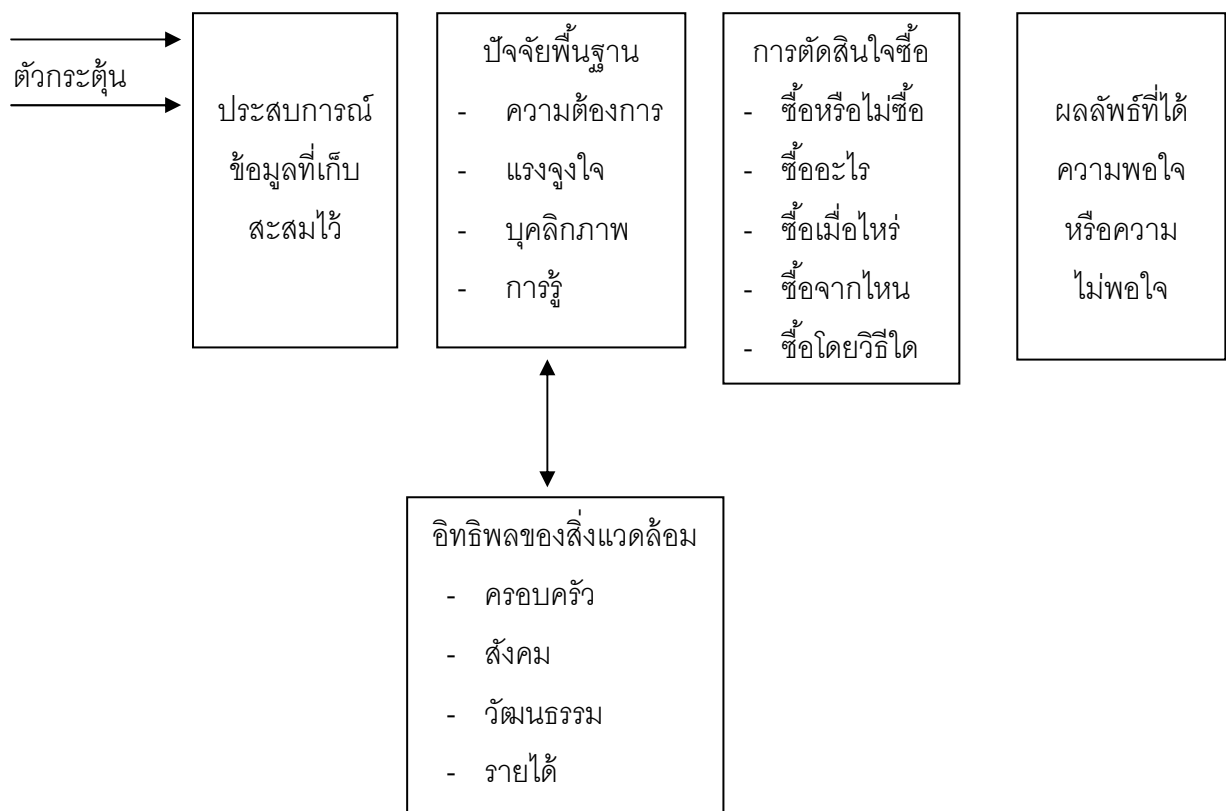 ตัวกระตุ้น
ประสบการณ์
ข้อมูลที่เก็บ
สะสมไว้
ปัจจัยพื้นฐาน
- ความต้องการ
- แรงจูงใจ
- บุคลิกภาพ
- การรู้
การตัดสินใจซื้อ
- ซื้อหรือไม่ซื้อ
- ซื้ออะไร
- ซื้อเมื่อไหร่
- ซื้อจากไหน
- ซื้อโดยวิธีใด
ผลลัพธ์ที่ได้
ความพอใจ
หรือความ
ไม่พอใจ
อิทธิพลของสิ่งแวดล้อม
- ครอบครัว
- สังคม
- วัฒนธรรม
- รายได้